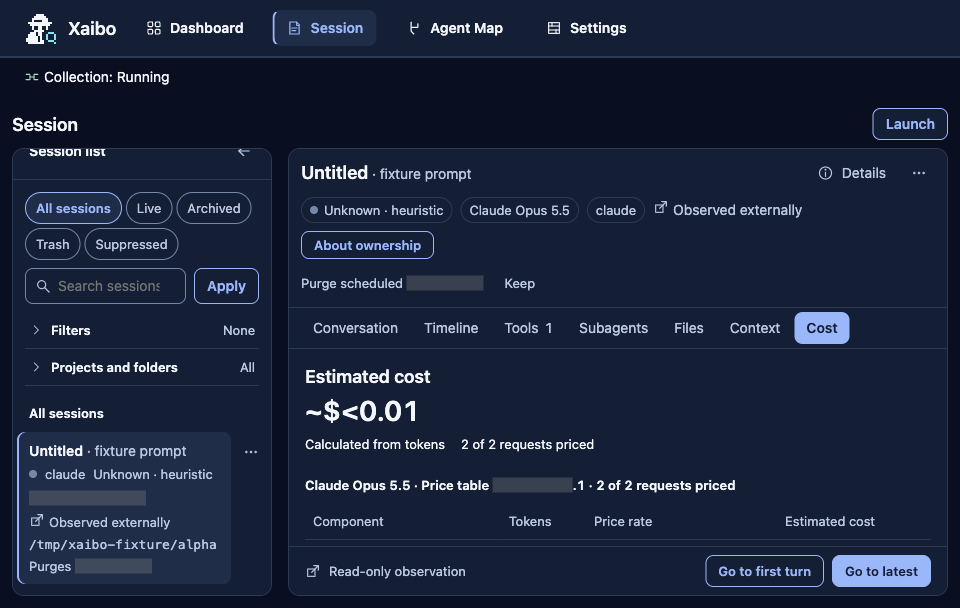 Xaibo
Dashboard
Session
Agent Map
Settings
Collection: Running
Session
Launch
Session list
All sessions
Live
Archived
Trash
Suppressed
Search sessions
Apply
Filters
None
Projects and folders
All
All sessions
Untitled · fixture prompt
claude Unknown · heuristic
Observed externally
/tmp/xaibo-fixture/alpha
Purges
Untitled · fixture prompt
Details
Unknown · heuristic
Claude Opus 5.5
claude
Observed externally
About ownership
Purge scheduled
Keep
Conversation
Timeline
Tools 1
Subagents
Files
Context
Cost
Estimated cost
~$<0.01
Calculated from tokens 2 of 2 requests priced
Claude Opus 5.5 · Price table .1 · 2 of 2 requests priced
Component Tokens Price rate Estimated cost
Read-only observation
Go to first turn
Go to latest